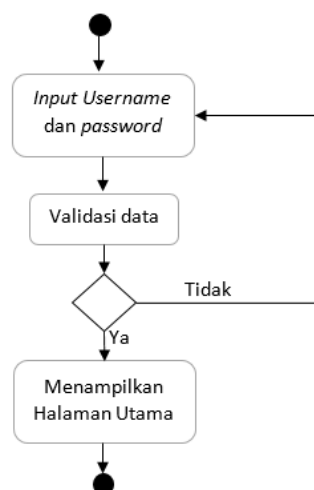 Input Username
dan password
Validasi data
Tidak
Ya
Menampilkan
Halaman Utama